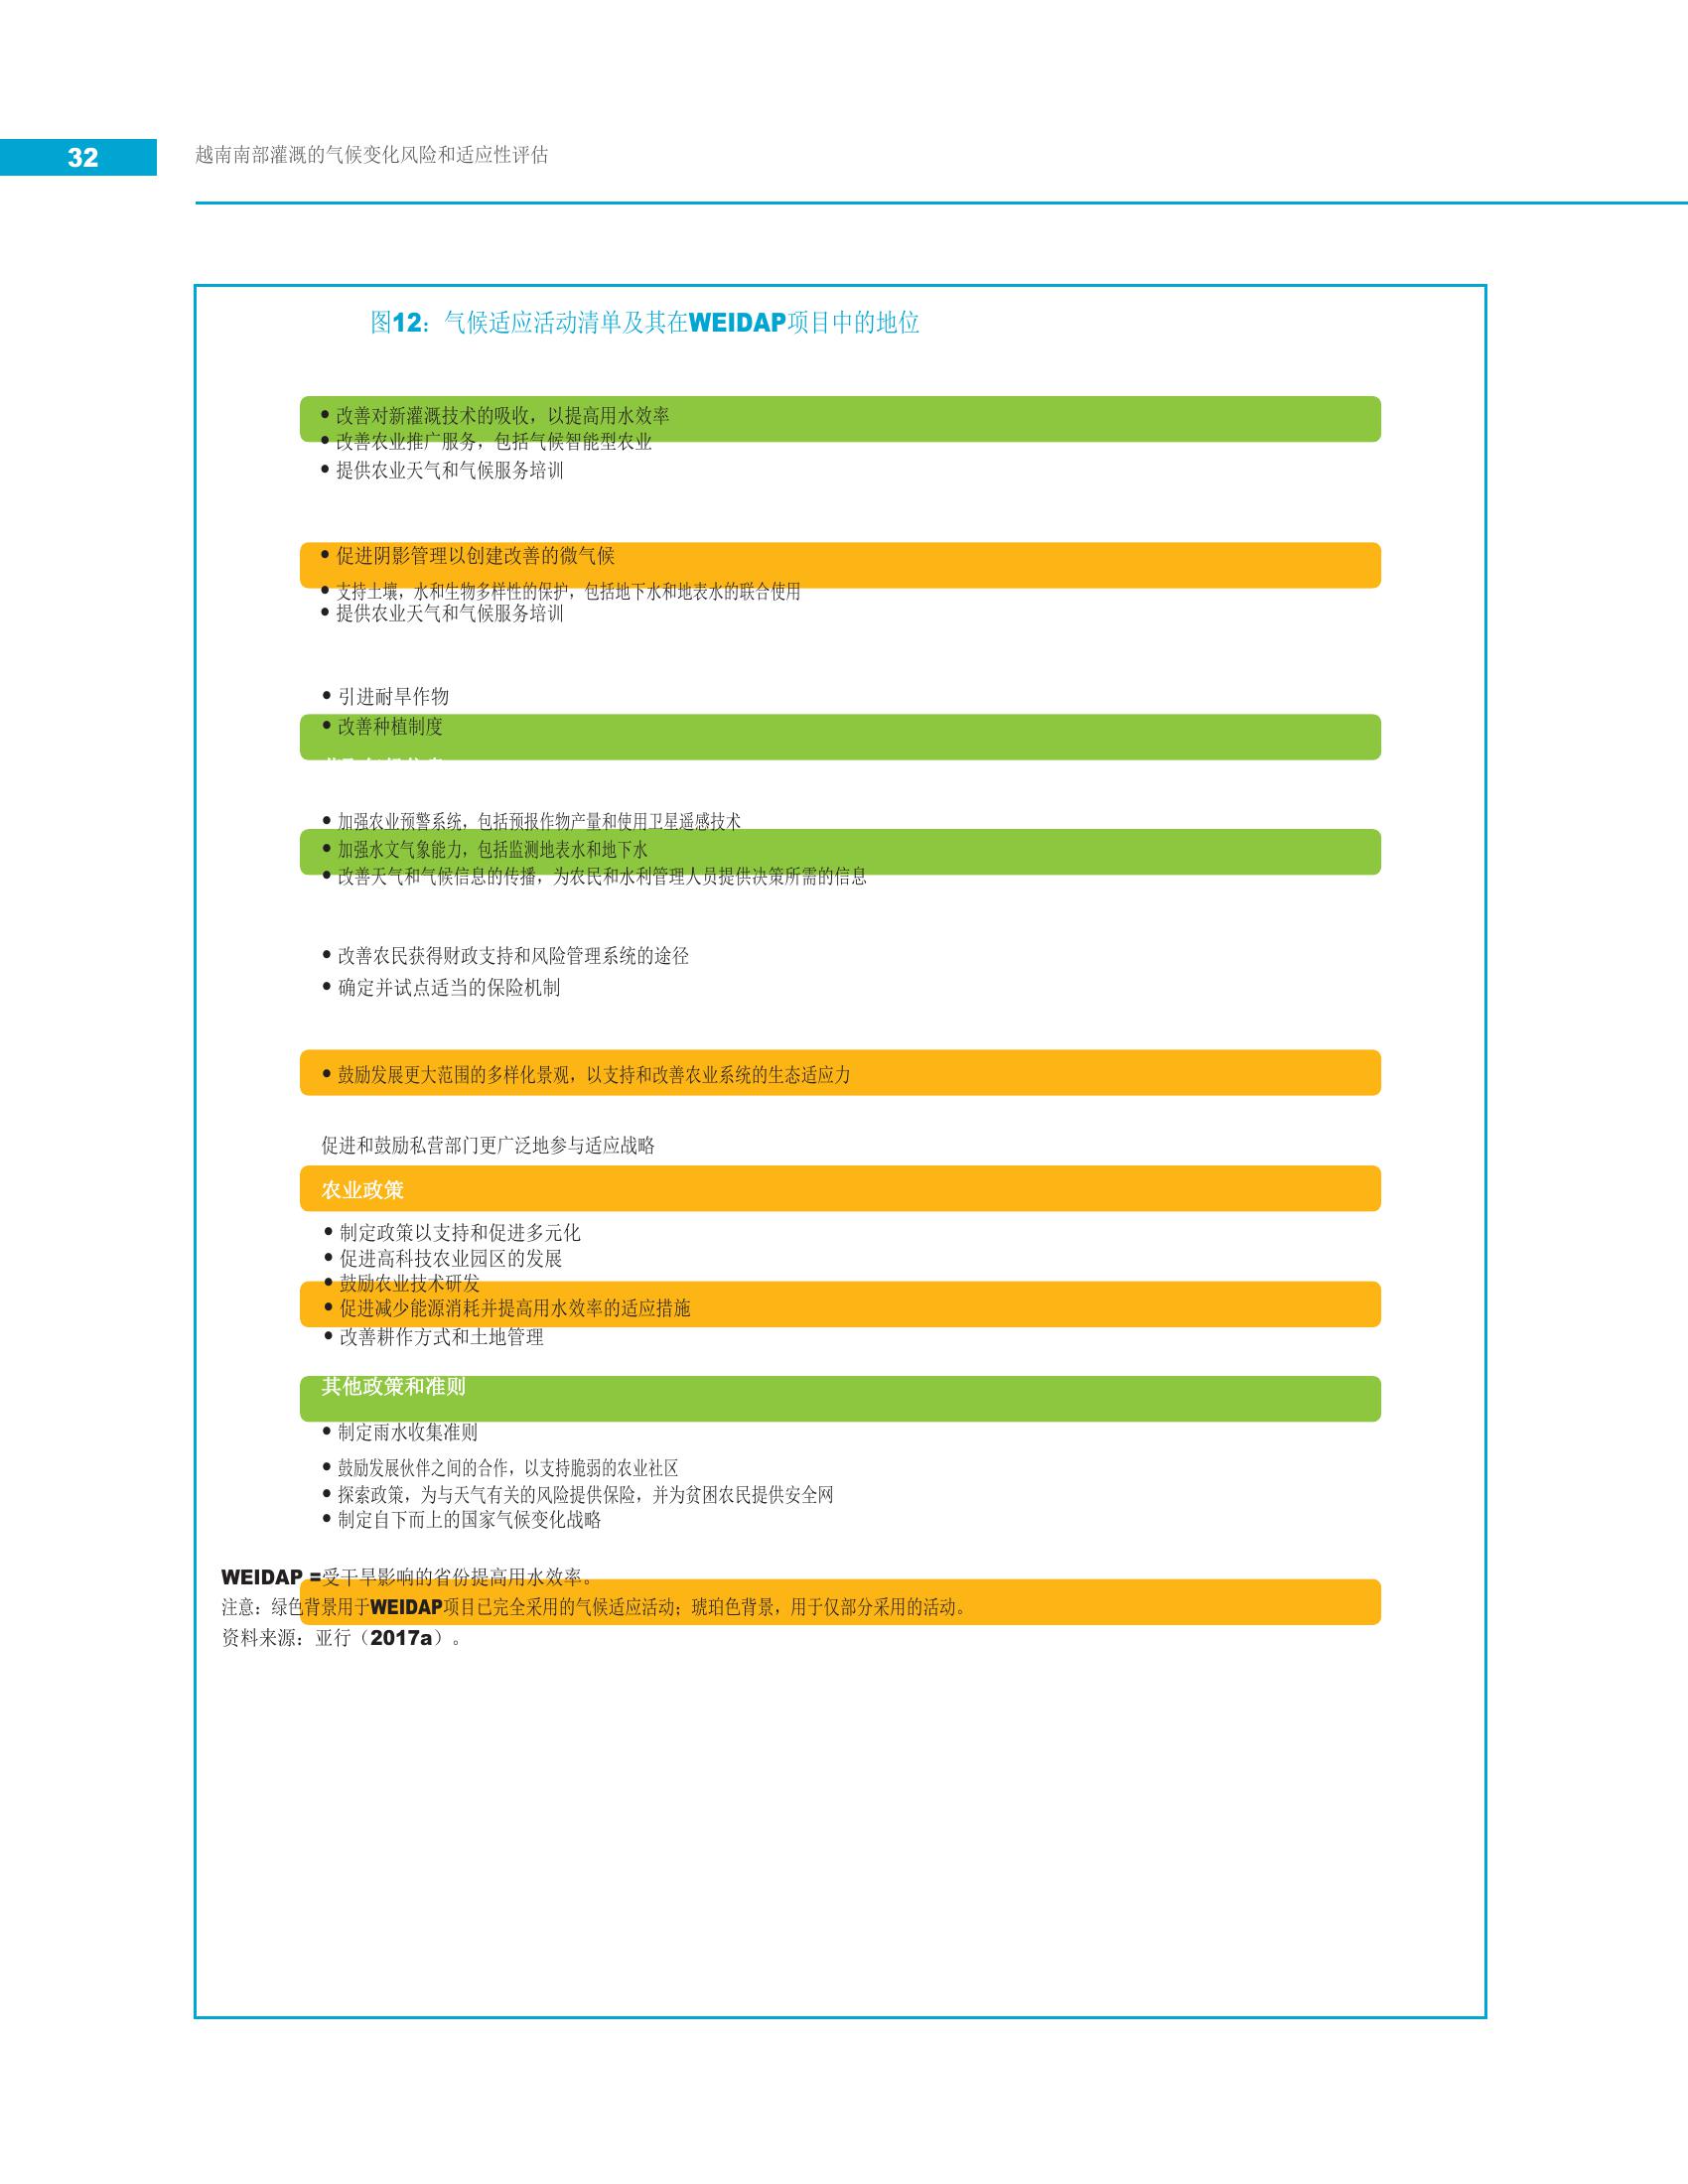 32
越南南部灌溉的气候变化风险和适应性评估
图12：气候适应活动清单及其在WEIDAP项目中的地位
• 改善对新灌溉技术的吸收，以提高用水效率
• 改善农业推广服务，包括气候智能型农业
• 提供农业天气和气候服务培训
• 促进阴影管理以创建改善的微气候
• 支持土壤，水和生物多样性的保护，包括地下水和地表水的联合使用
• 提供农业天气和气候服务培训
• 引进耐旱作物
• 改善种植制度
• 加强农业预警系统，包括预报作物产量和使用卫星遥感技术
• 加强水文气象能力，包括监测地表水和地下水
• 改善天气和气候信息的传播，为农民和水利管理人员提供决策所需的信息
• 改善农民获得财政支持和风险管理系统的途径
• 确定并试点适当的保险机制
• 鼓励发展更大范围的多样化景观，以支持和改善农业系统的生态适应力
促进和鼓励私营部门更广泛地参与适应战略
农业政策
• 制定政策以支持和促进多元化
• 促进高科技农业园区的发展
• 鼓励农业技术研发
• 促进减少能源消耗并提高用水效率的适应措施
• 改善耕作方式和土地管理
其他政策和准则
• 制定雨水收集准则
• 鼓励发展伙伴之间的合作，以支持脆弱的农业社区
• 探索政策，为与天气有关的风险提供保险，并为贫困农民提供安全网
• 制定自下而上的国家气候变化战略
WEIDAP =受干旱影响的省份提高用水效率。
注意：绿色背景用于WEIDAP项目已完全采用的气候适应活动；琥珀色背景，用于仅部分采用的活动。
资料来源：亚行（2017a）。